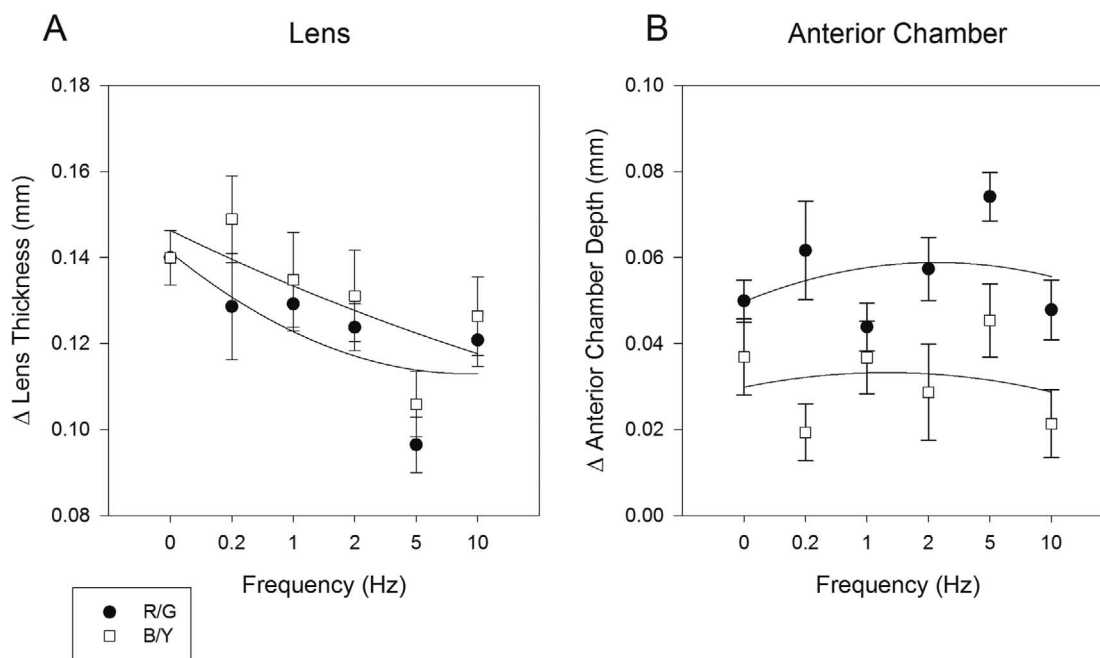 A
Lens
B
Anterior Chamber
Δ Lens Thickness (mm)
0.18
0.16
0.14
0.12
0.10
0.08
0
0.2
1
2
5
10
Frequency (Hz)
Δ Anterior Chamber Depth (mm)
0.10
0.08
0.06
0.04
0.02
0.00
0
0.2
1
2
5
10
Frequency (Hz)
R/G
B/Y